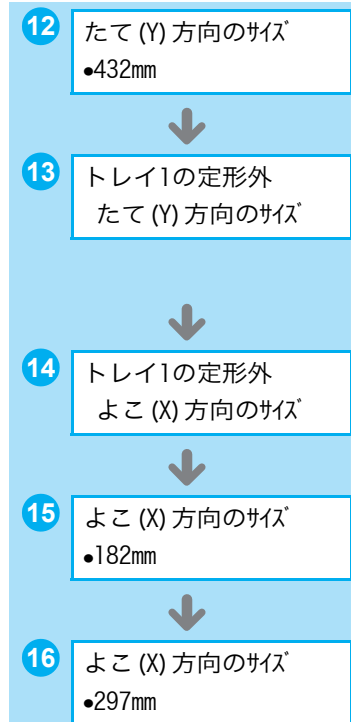 12
たて (Y) 方向のｻｲｽﾞ
●432mm
13
トレイ1の定形外
たて (Y) 方向のｻｲｽﾞ
14
トレイ1の定形外
よこ (X) 方向のｻｲｽﾞ
15
よこ (X) 方向のｻｲｽﾞ
●182mm
16
よこ (X) 方向のｻｲｽﾞ
●297mm